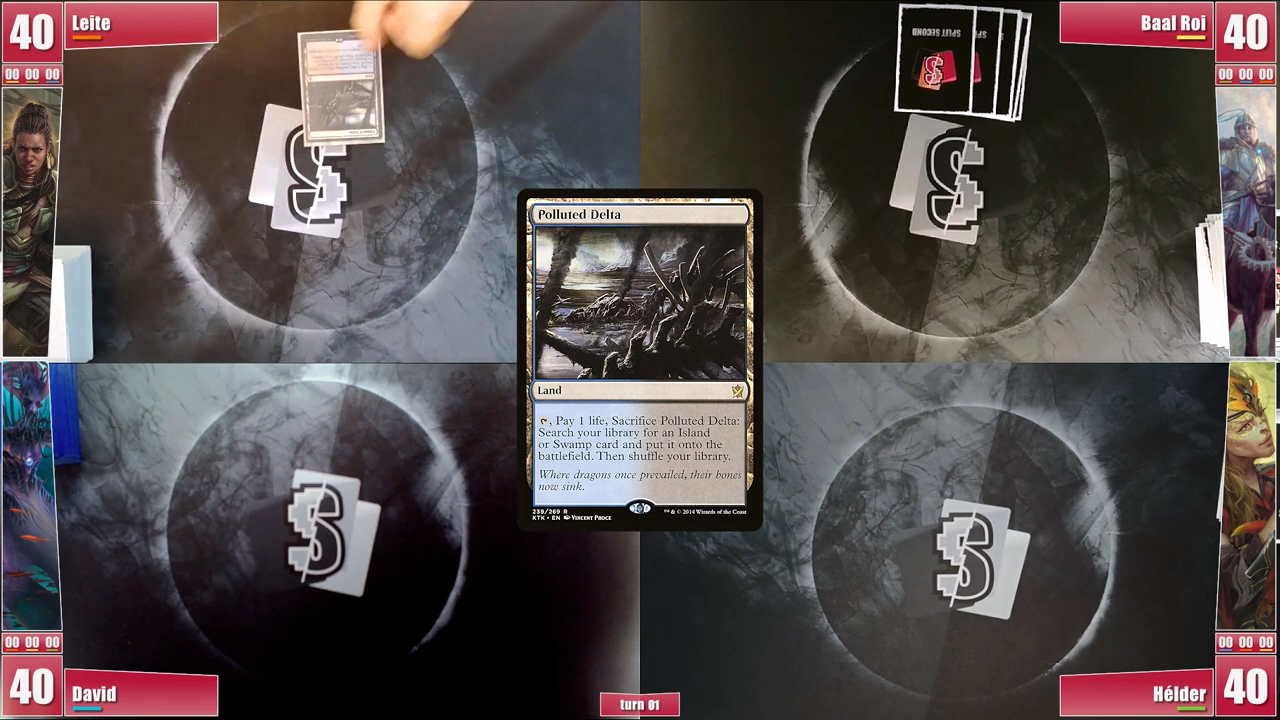 40
Leite
00 00 00
Baal Roi
40
00 00 00
SPLIT SECOND
S
S
S
Polluted Delta
Land
, Pay 1 life, Sacrifice Polluted Delta:
Search your library for an Island
or Swamp card and put it onto the
battlefield. Then shuffle your library.
Where dragons once prevailed, their bones
now sink.
239/269 R
KTK • EN Vincent Proce
™ & © 2014 Wizards of the Coast
S
S
00 00 00
40
David
turn 01
00 00 00
Hélder
40